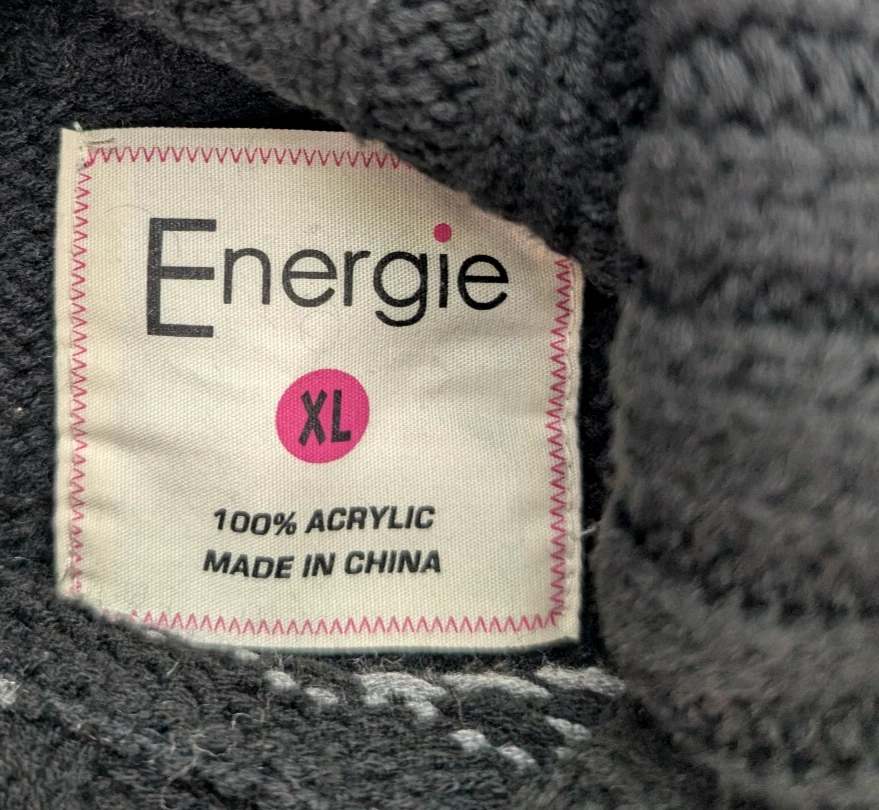 Energie
XL
100% ACRYLIC
MADE IN CHINA